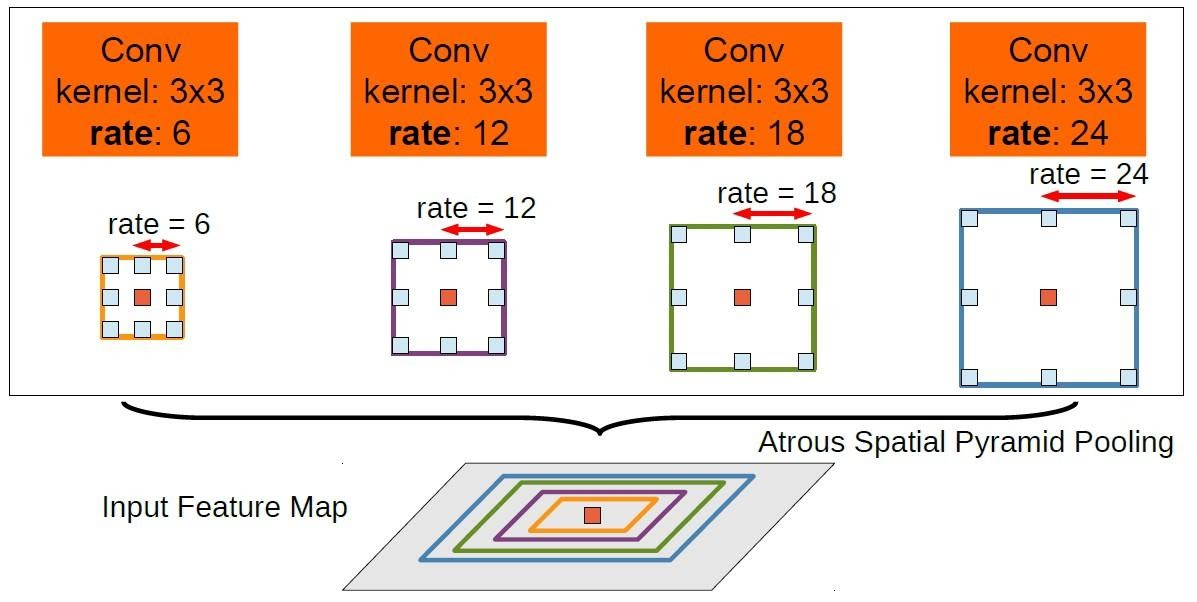 Conv
kernel: 3x3
rate: 6
Conv
kernel: 3x3
rate: 12
Conv
kernel: 3x3
rate: 18
Conv
kernel: 3x3
rate: 24
rate = 6
rate = 12
rate = 18
rate = 24
Atrous Spatial Pyramid Pooling
Input Feature Map